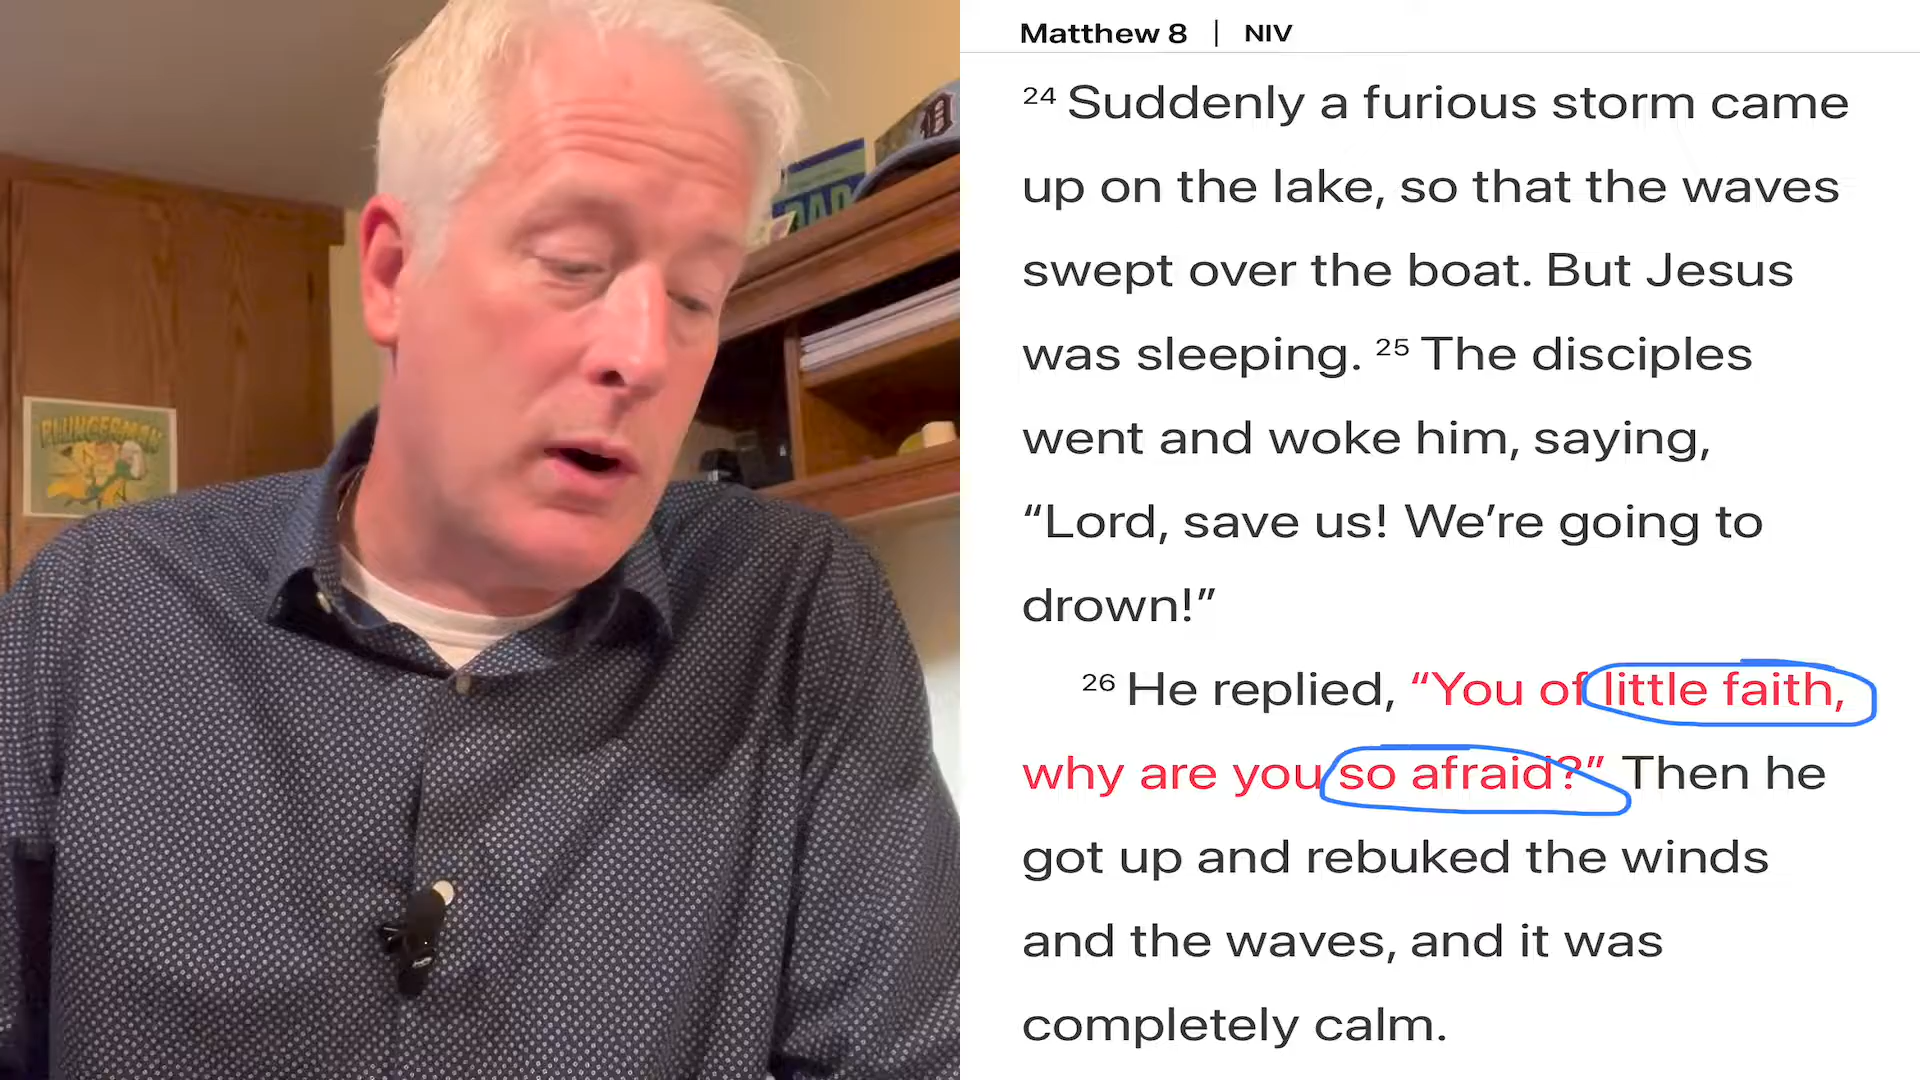 Matthew 8 | NIV
24 Suddenly a furious storm came
up on the lake, so that the waves
swept over the boat. But Jesus
was sleeping. 25 The disciples
went and woke him, saying,
“Lord, save us! We’re going to
drown!”
26 He replied, “You of little faith,
why are you so afraid?” Then he
got up and rebuked the winds
and the waves, and it was
completely calm.
PLUNGERMAN
DAD
D